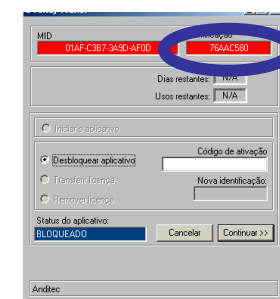 MID
01AF-C3B7-3A9D-AF0D 76AAC580
Dias restantes: N/A
Usos restantes: N/A
Iniciar o aplicativo
Código de ativação
Desbloquear aplicativo
Transferir licença
Nova identificação:
Remover licença
Status do aplicativo:
BLOQUEADO
Cancelar Continuar >>
Anditec